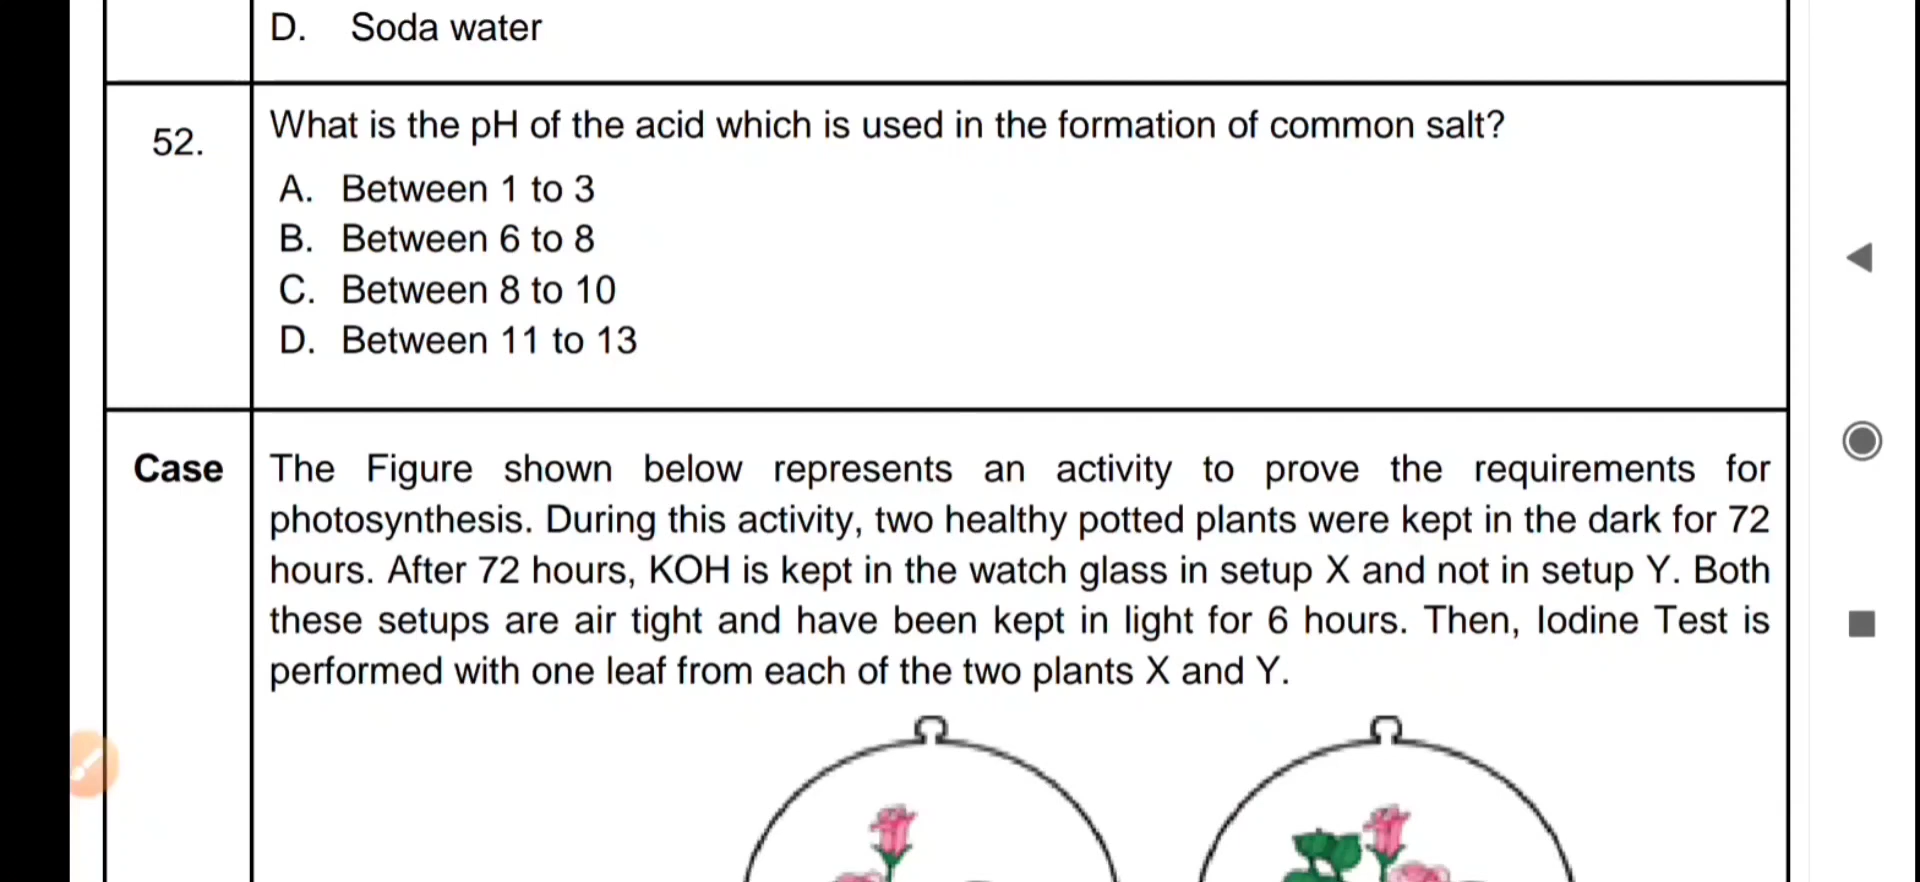 D. Soda water
52.
What is the pH of the acid which is used in the formation of common salt?
A. Between 1 to 3
B. Between 6 to 8
C. Between 8 to 10
D. Between 11 to 13
Case
The Figure shown below represents an activity to prove the requirements for
photosynthesis. During this activity, two healthy potted plants were kept in the dark for 72
hours. After 72 hours, KOH is kept in the watch glass in setup X and not in setup Y. Both
these setups are air tight and have been kept in light for 6 hours. Then, Iodine Test is
performed with one leaf from each of the two plants X and Y.